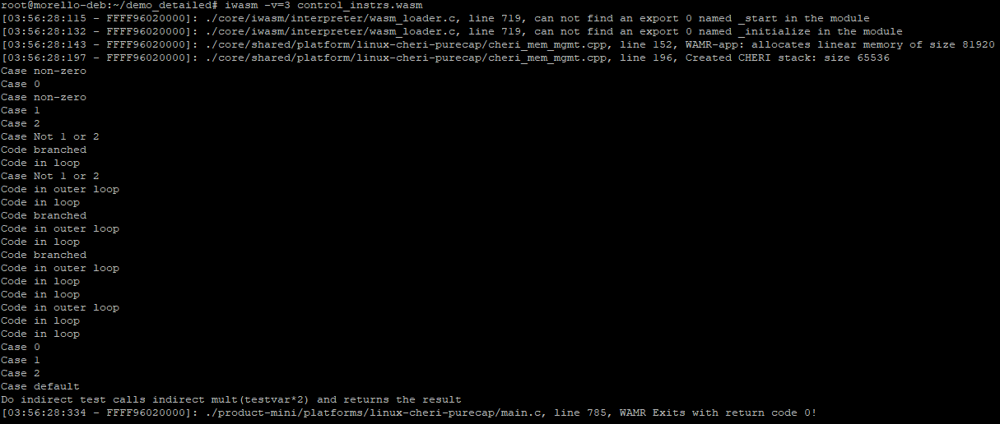 root@morello-deb:~/demo_detailed# iwasm -v=3 control_instrs.wasm
[03:56:28:115 - FFFF96020000]: ./core/iwasm/interpreter/wasm_loader.c, line 719, can not find an export 0 named _start in the module
[03:56:28:132 - FFFF96020000]: ./core/iwasm/interpreter/wasm_loader.c, line 719, can not find an export 0 named _initialize in the module
[03:56:28:143 - FFFF96020000]: ./core/shared/platform/linux-cheri-purecap/cheri_mem_mgmt.cpp, line 152, WAMR-app: allocates linear memory of size 81920
[03:56:28:197 - FFFF96020000]: ./core/shared/platform/linux-cheri-purecap/cheri_mem_mgmt.cpp, line 196, Created CHERI stack: size 65536
Case non-zero
Case 0
Case non-zero
Case 1
Case 2
Case Not 1 or 2
Code branched
Code in loop
Case Not 1 or 2
Code in outer loop
Code in loop
Code branched
Code in outer loop
Code in loop
Code branched
Code in outer loop
Code in loop
Code in loop
Code in outer loop
Code in loop
Code in loop
Case 0
Case 1
Case 2
Case default
Do indirect test calls indirect mult(testvar*2) and returns the result
[03:56:28:334 - FFFF96020000]: ./product-mini/platforms/linux-cheri-purecap/main.c, line 785, WAMR Exits with return code 0!